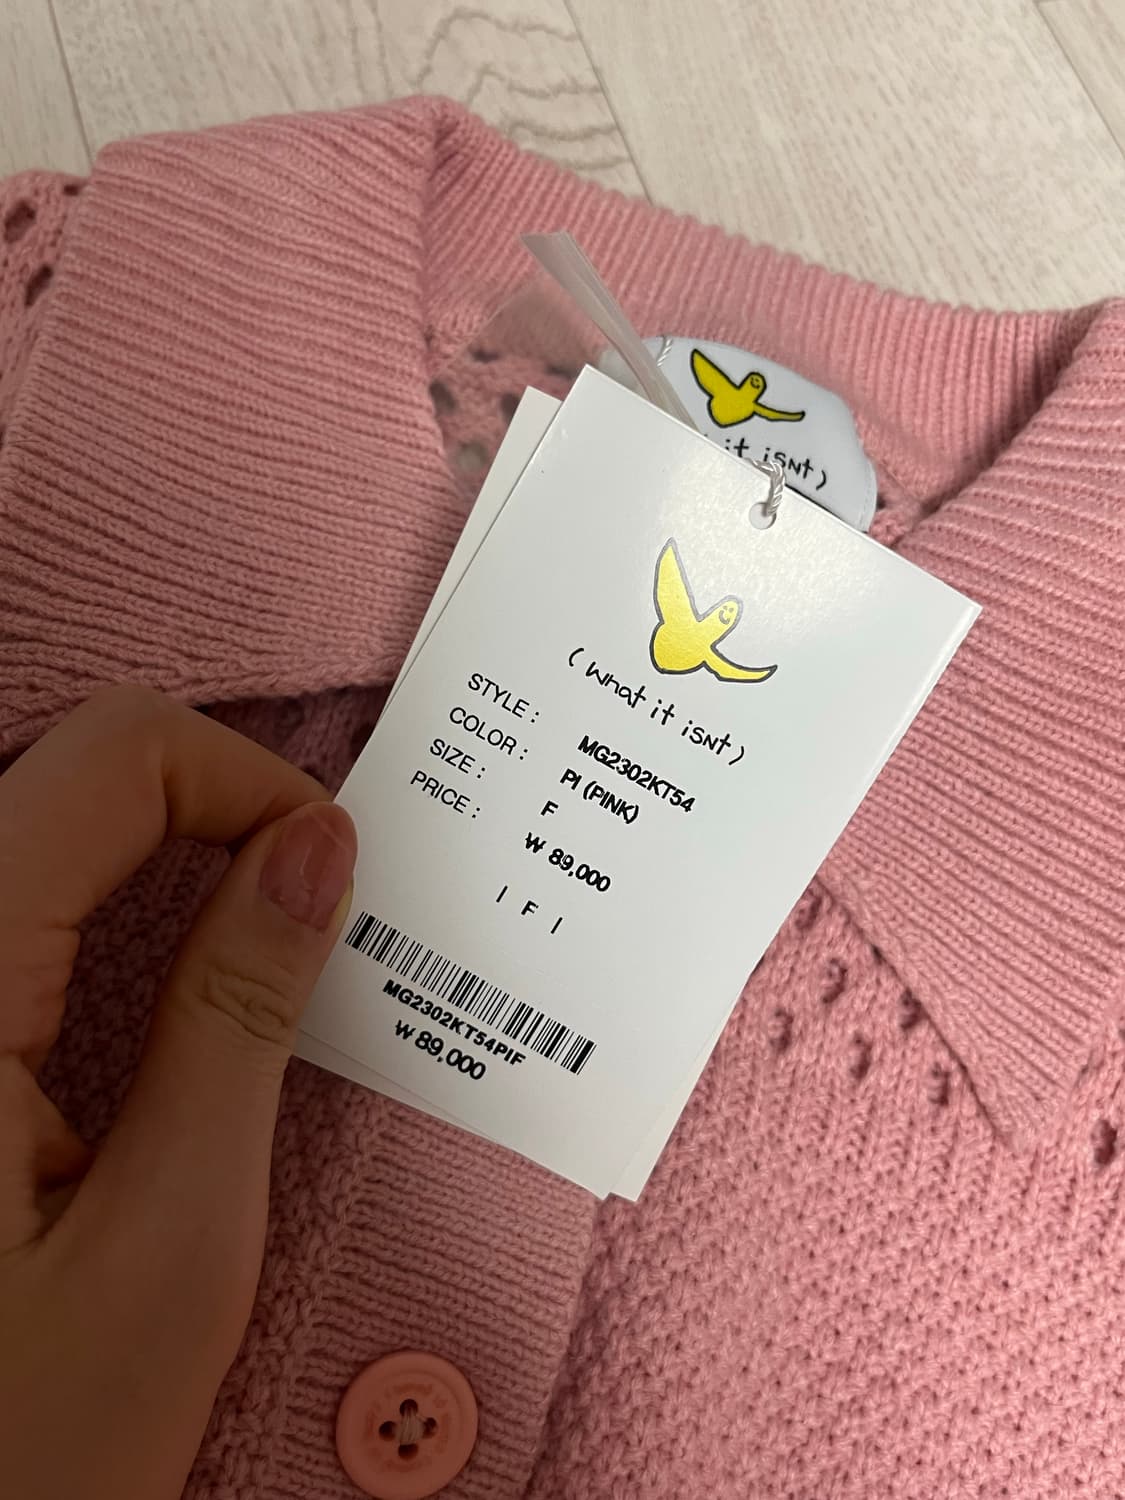 it isNt)
(what it isNt)
STYLE : MG2302KT54
COLOR : PI (PINK)
SIZE : F
PRICE : ₩ 89,000
I F I
MG2302KT54PIF
₩ 89,000